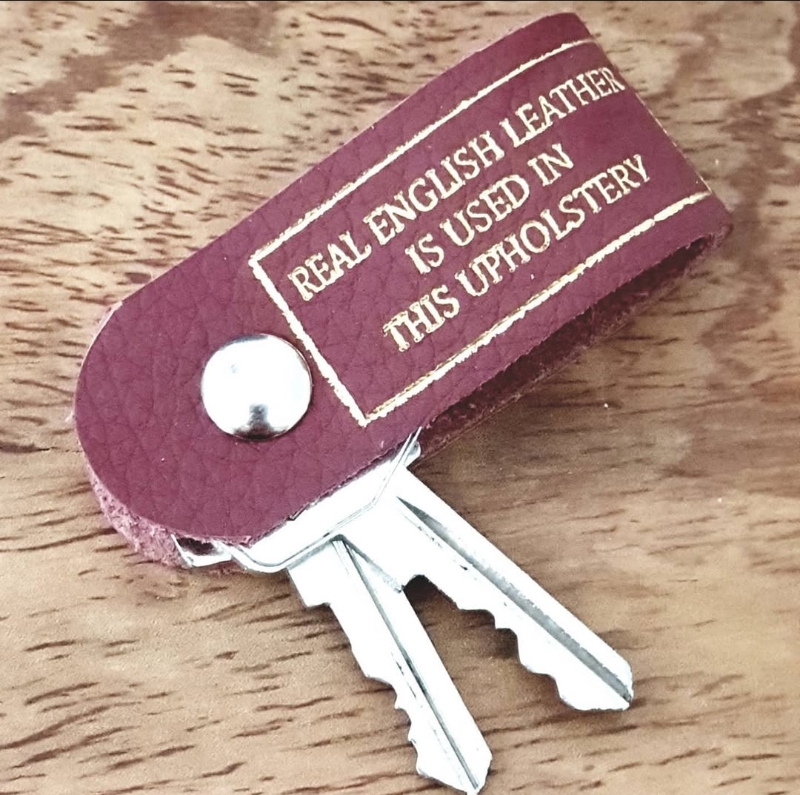 REAL ENGLISH LEATHER
IS USED IN
THIS UPHOLSTERY